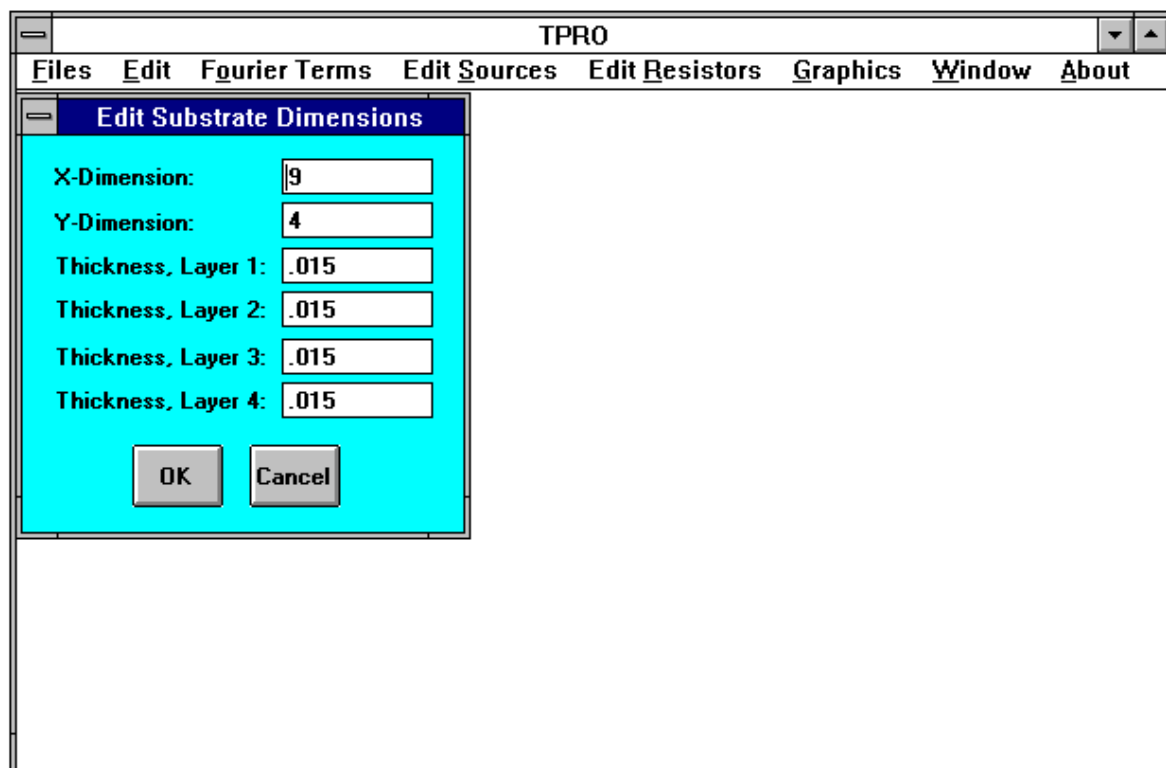 TPRO
Files Edit Fourier Terms Edit Sources Edit Resistors Graphics Window About
Edit Substrate Dimensions
X-Dimension: 9
Y-Dimension: 4
Thickness, Layer 1: .015
Thickness, Layer 2: .015
Thickness, Layer 3: .015
Thickness, Layer 4: .015
OK Cancel